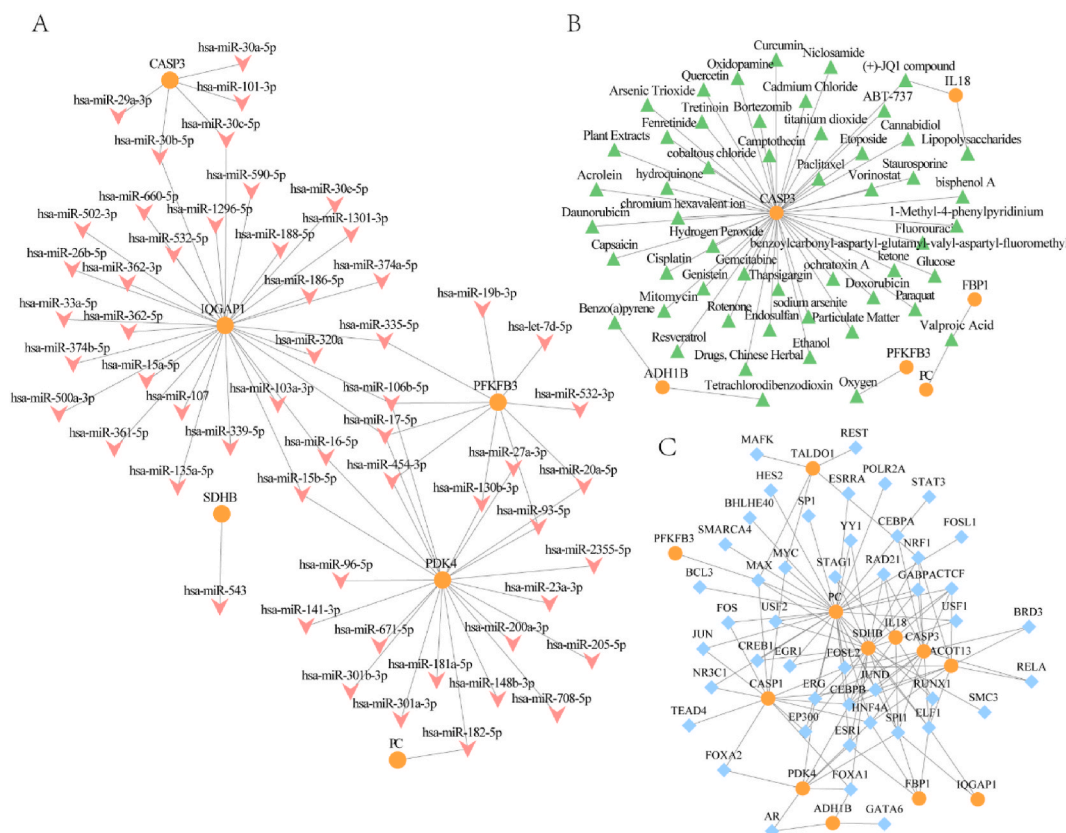 A
hsa-miR-30a-5p
CASP3
hsa-miR-101-3p
hsa-miR-29a-3p
hsa-miR-30c-5p
hsa-miR-30b-5p
hsa-miR-590-5p
hsa-miR-660-5p
hsa-miR-30e-5p
hsa-miR-502-3p
hsa-miR-1296-5p
hsa-miR-1301-3p
hsa-miR-532-5p
hsa-miR-188-5p
hsa-miR-26b-5p
hsa-miR-362-3p
hsa-miR-374a-5p
hsa-miR-186-5p
hsa-miR-33a-5p
IQGAP1
hsa-miR-19b-3p
hsa-miR-362-5p
hsa-miR-335-5p
hsa-let-7d-5p
hsa-miR-320a
hsa-miR-374b-5p
hsa-miR-15a-5p
PFKFB3
hsa-miR-500a-3p
hsa-miR-107
hsa-miR-103a-3p
hsa-miR-106b-5p
hsa-miR-532-3p
hsa-miR-17-5p
hsa-miR-361-5p
hsa-miR-339-5p
hsa-miR-16-5p
hsa-miR-27a-3p
hsa-miR-135a-5p
hsa-miR-454-3p
hsa-miR-20a-5p
hsa-miR-15b-5p
hsa-miR-130b-3p
SDHB
hsa-miR-93-5p
hsa-miR-2355-5p
hsa-miR-96-5p
PDK4
hsa-miR-543
hsa-miR-23a-3p
hsa-miR-141-3p
hsa-miR-200a-3p
hsa-miR-671-5p
hsa-miR-205-5p
hsa-miR-181a-5p
hsa-miR-301b-3p
hsa-miR-148b-3p
hsa-miR-301a-3p
hsa-miR-708-5p
hsa-miR-182-5p
PC
B
Curcumin
Niclosamide
Oxidopamine
(+)-JQ1 compound
Quercetin
IL18
Arsenic Trioxide
Cadmium Chloride
ABT-737
Tretinoin
Bortezomib
titanium dioxide
Fenretinide
Cannabidiol
Plant Extracts
Camptothecin
Etoposide
Lipopolysaccharides
cobaltous chloride
Paclitaxel
Staurosporine
Acrolein
hydroquinone
CASP3
Vorinostat
bisphenol A
Daunorubicin
chromium hexavalent ion
1-Methyl-4-phenylpyridinium
Fluorouracil
Capsaicin
Hydrogen Peroxide
benzoylcarbonyl-aspartyl-glutamyl-valyl-aspartyl-fluoromethyl
Cisplatin
Gemcitabine
ochratoxin A
ketone
Glucose
Genistein
Thapsigargin
Doxorubicin
FBP1
Benzo(a)pyrene
Mitomycin
Rotenone
sodium arsenite
Paraquat
Endosulfan
Particulate Matter
Valproic Acid
Resveratrol
Ethanol
PFKFB3
Drugs, Chinese Herbal
PC
ADH1B
Tetrachlorodibenzodioxin
Oxygen
C
MAFK
REST
TALDO1
HES2
ESRRA
POLR2A
STAT3
BHLHE40
SP1
CEBPA
FOSL1
SMARCA4
YY1
NRF1
PFKFB3
MYC
STAG1
RAD21
BCL3
MAX
GABPA
CTCF
PC
FOS
USF2
IL18
USF1
BRD3
JUN
CREB1
EGR1
SDHB
CASP3
FOSL2
ACOT13
NR3C1
CASP1
ERG
JUND
RUNX1
RELA
CEBPB
SMC3
TEAD4
HNF4A
EP300
SPI1
ELF1
FOXA2
ESR1
PDK4
FOXA1
FBP1
IQGAP1
ADH1B
AR
GATA6